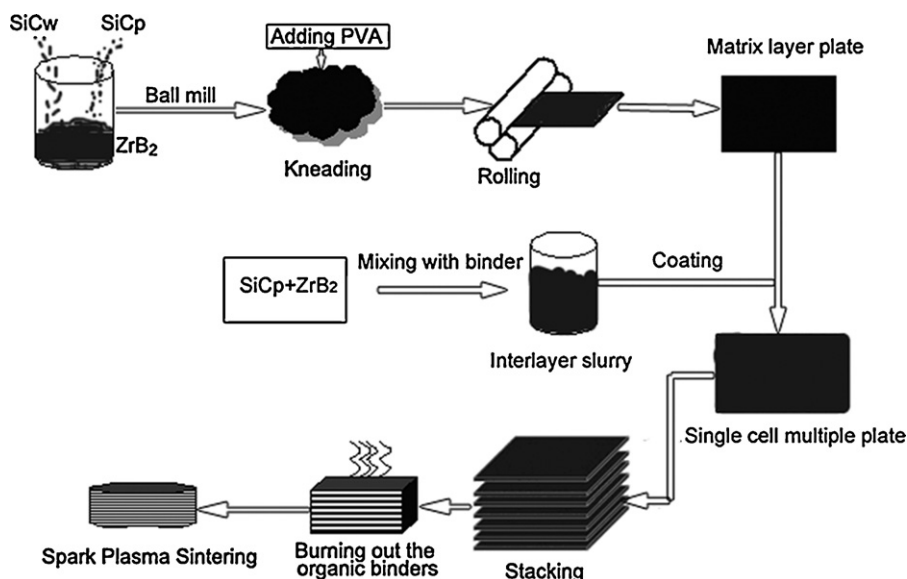 SiCw
SiCp
ZrB2
Ball mill
Adding PVA
Kneading
Rolling
Matrix layer plate
SiCp+ZrB2
Mixing with binder
Interlayer slurry
Coating
Single cell multiple plate
Stacking
Burning out the
organic binders
Spark Plasma Sintering